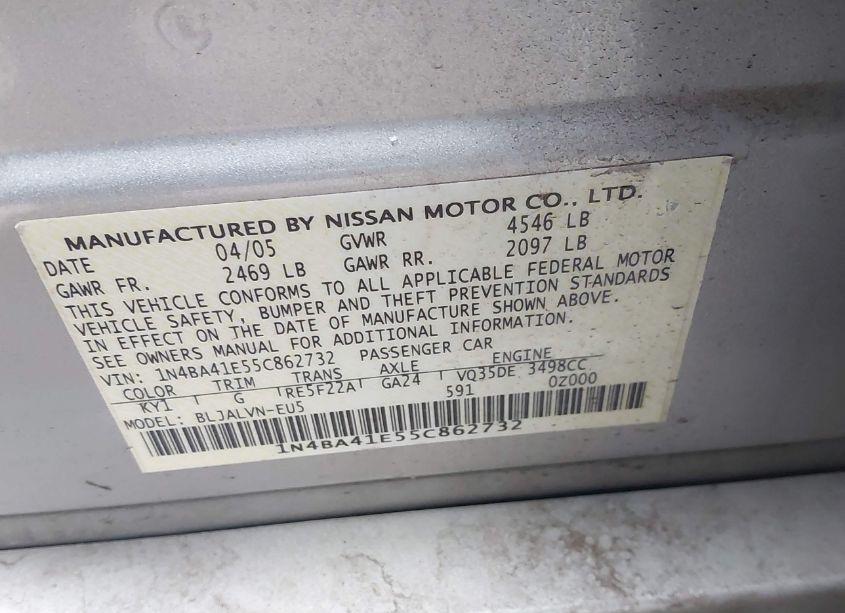 MANUFACTURED BY NISSAN MOTOR CO., LTD.
DATE 04/05 GVWR 4546 LB
GAWR FR. 2469 LB GAWR RR. 2097 LB
THIS VEHICLE CONFORMS TO ALL APPLICABLE FEDERAL MOTOR
VEHICLE SAFETY, BUMPER AND THEFT PREVENTION STANDARDS
IN EFFECT ON THE DATE OF MANUFACTURE SHOWN ABOVE.
SEE OWNERS MANUAL FOR ADDITIONAL INFORMATION.
VIN: 1N4BA41E55C862732 PASSENGER CAR
COLOR TRIM TRANS AXLE ENGINE
KY1 G RE5F22A GA24 VQ35DE 3498CC
MODEL: BLJALVN-EU5 591 0Z000
1N4BA41E55C862732